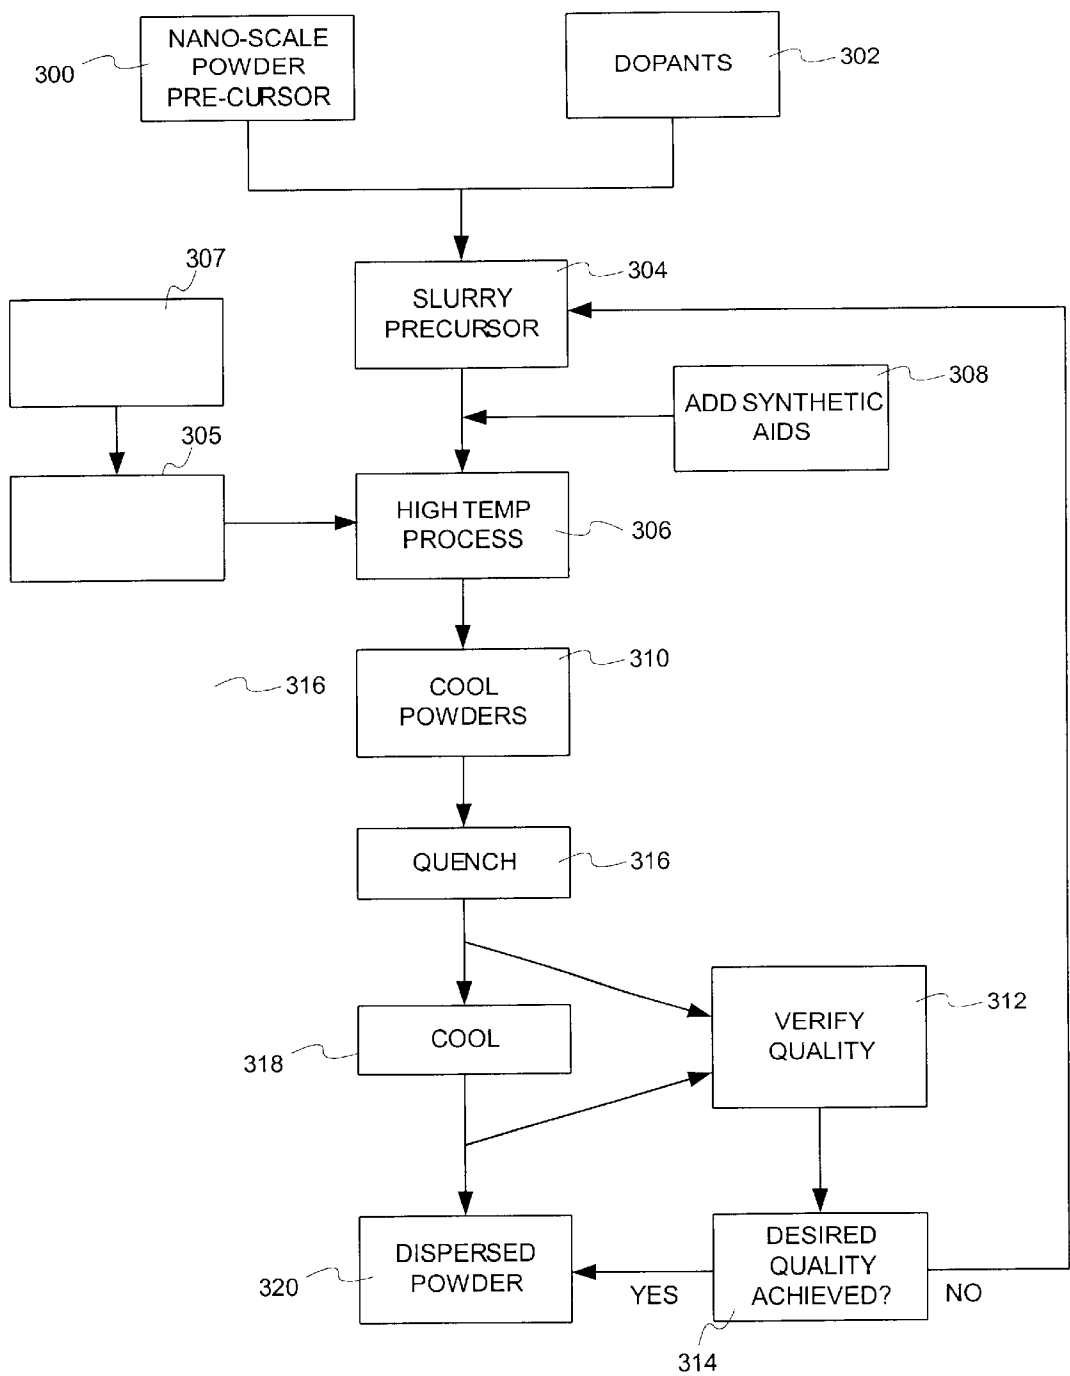 NANO-SCALE
POWDER
PRE-CURSOR
300
DOPANTS
302
307
304
SLURRY
PRECURSOR
308
ADD SYNTHETIC
AIDS
305
HIGH TEMP
PROCESS
306
310
COOL
POWDERS
316
QUENCH
316
312
VERIFY
QUALITY
COOL
318
DESIRED
QUALITY
ACHIEVED?
DISPERSED
POWDER
320
YES
NO
314